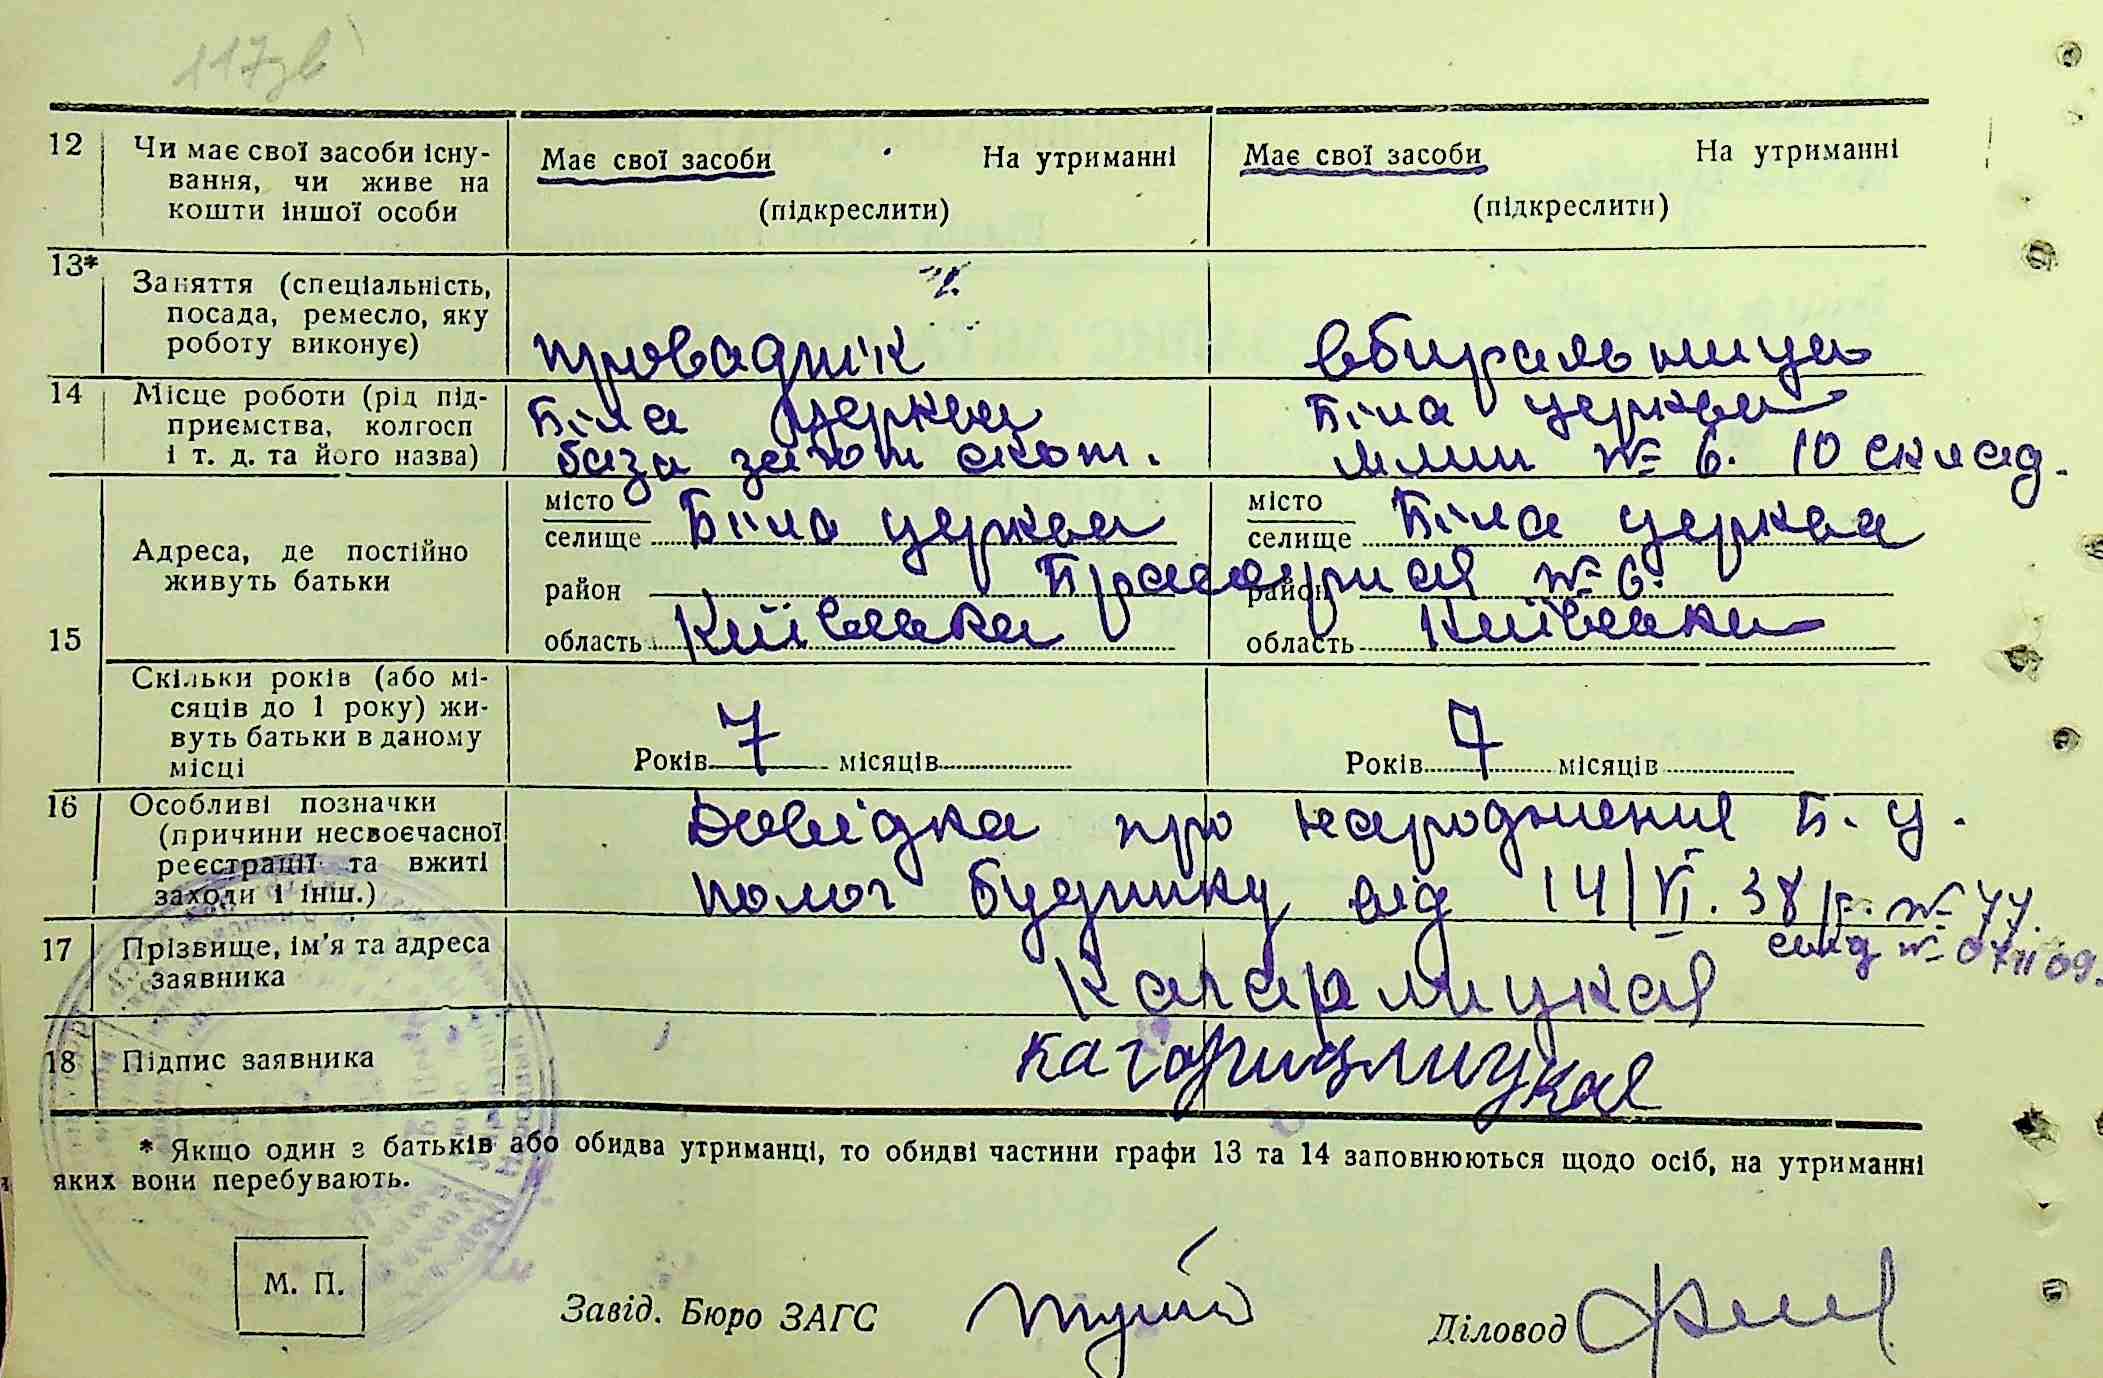 117зв
12 Чи має свої засоби існу-
вання, чи живе на
кошти іншої особи
Має свої засоби На утриманні
(підкреслити)
Має свої засоби На утриманні
(підкреслити)
13* Заняття (спеціальність,
посада, ремесло, яку
роботу виконує)
провадник
вбиральниця
14 Місце роботи (рід під-
приємства, колгосп
і т. д. та його назва)
Біла церква
база загот скот.
Біла церква
млин № 6. 10 склад.
15 Адреса, де постійно
живуть батьки
місто
селище Біла церква
район
область Київська
місто
селище Біла церква
№ 6.
район
область Київська
Скільки років (або мі-
сяців до 1 року) жи-
вуть батьки в даному
місці
Років 7 місяців
Років 7 місяців
16 Особливі позначки
(причини несвоєчасної
реєстрації та вжиті
заходи і інш.)
Довідка про народження Б. Ц.
полог будинку від 14/VI. 38 р. № 77.
17 Прізвище, ім'я та адреса
заявника
Кагарлицкая
18 Підпис заявника
* Якщо один з батьків або обидва утриманці, то обидві частини графи 13 та 14 заповнюються щодо осіб, на утриманні
яких вони перебувають.
М. П.
Завід. Бюро ЗАГС
Діловод